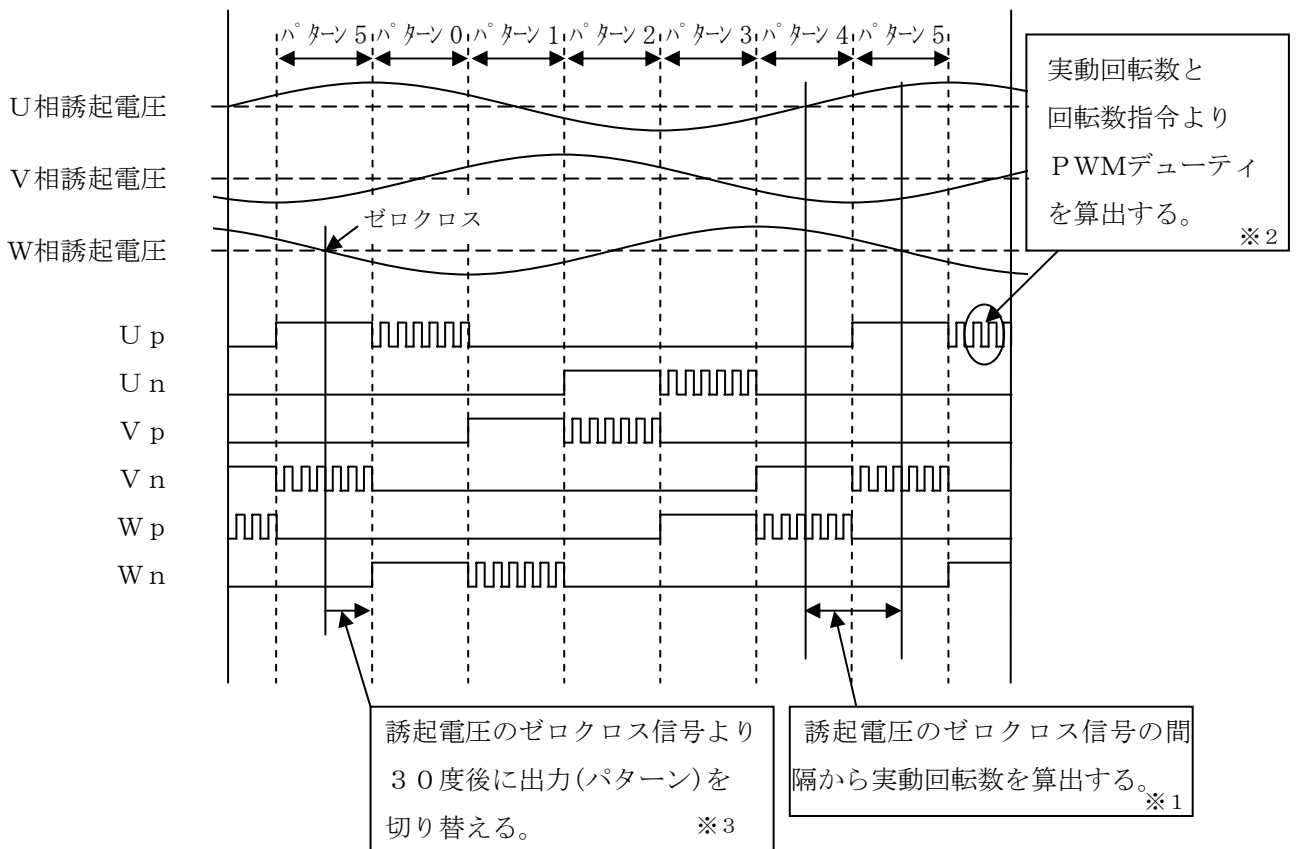 パターン5 パターン0 パターン1 パターン2 パターン3 パターン4 パターン5
実動回転数と
回転数指令より
ＰＷＭデューティ
を算出する。
※2
Ｕ相誘起電圧
Ｖ相誘起電圧
ゼロクロス
Ｗ相誘起電圧
Ｕｐ
Ｕｎ
Ｖｐ
Ｖｎ
Ｗｐ
Ｗｎ
誘起電圧のゼロクロス信号より
３０度後に出力(パターン)を
切り替える。 ※3
誘起電圧のゼロクロス信号の間
隔から実動回転数を算出する。
※1